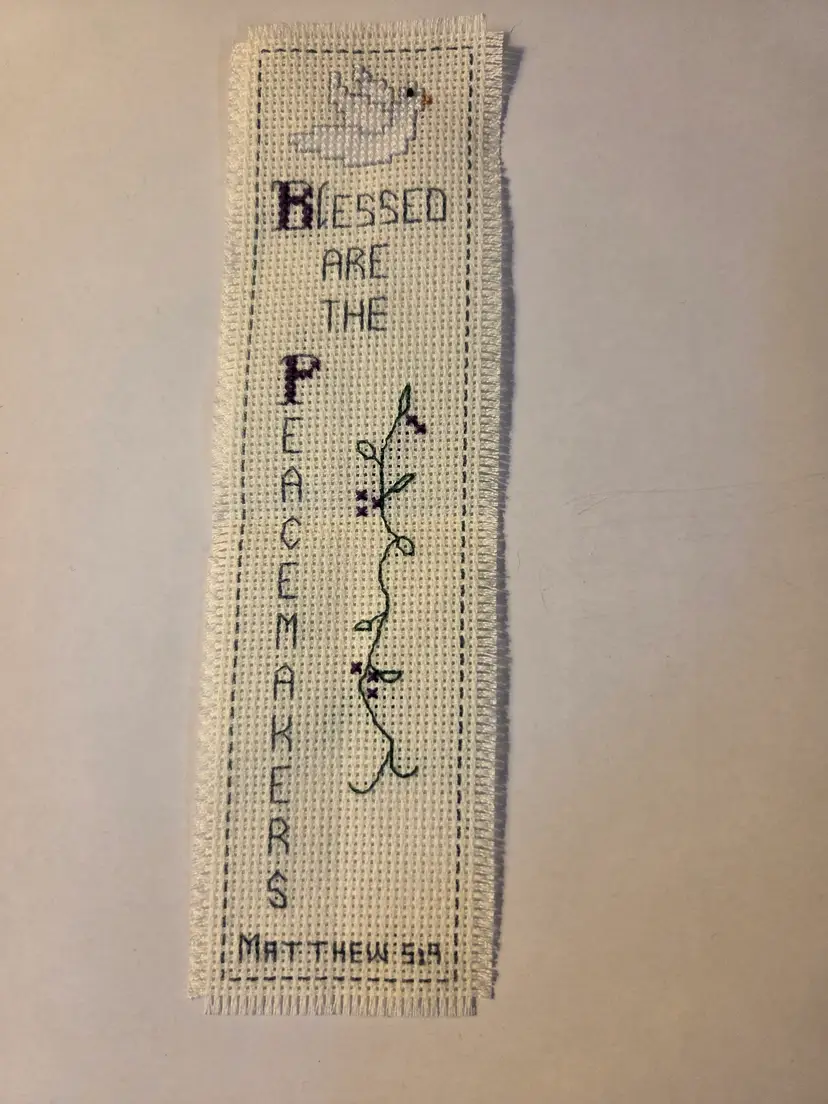 BlESSED
ARE
THE
PEACEMAKERS
MATTHEW 5:9